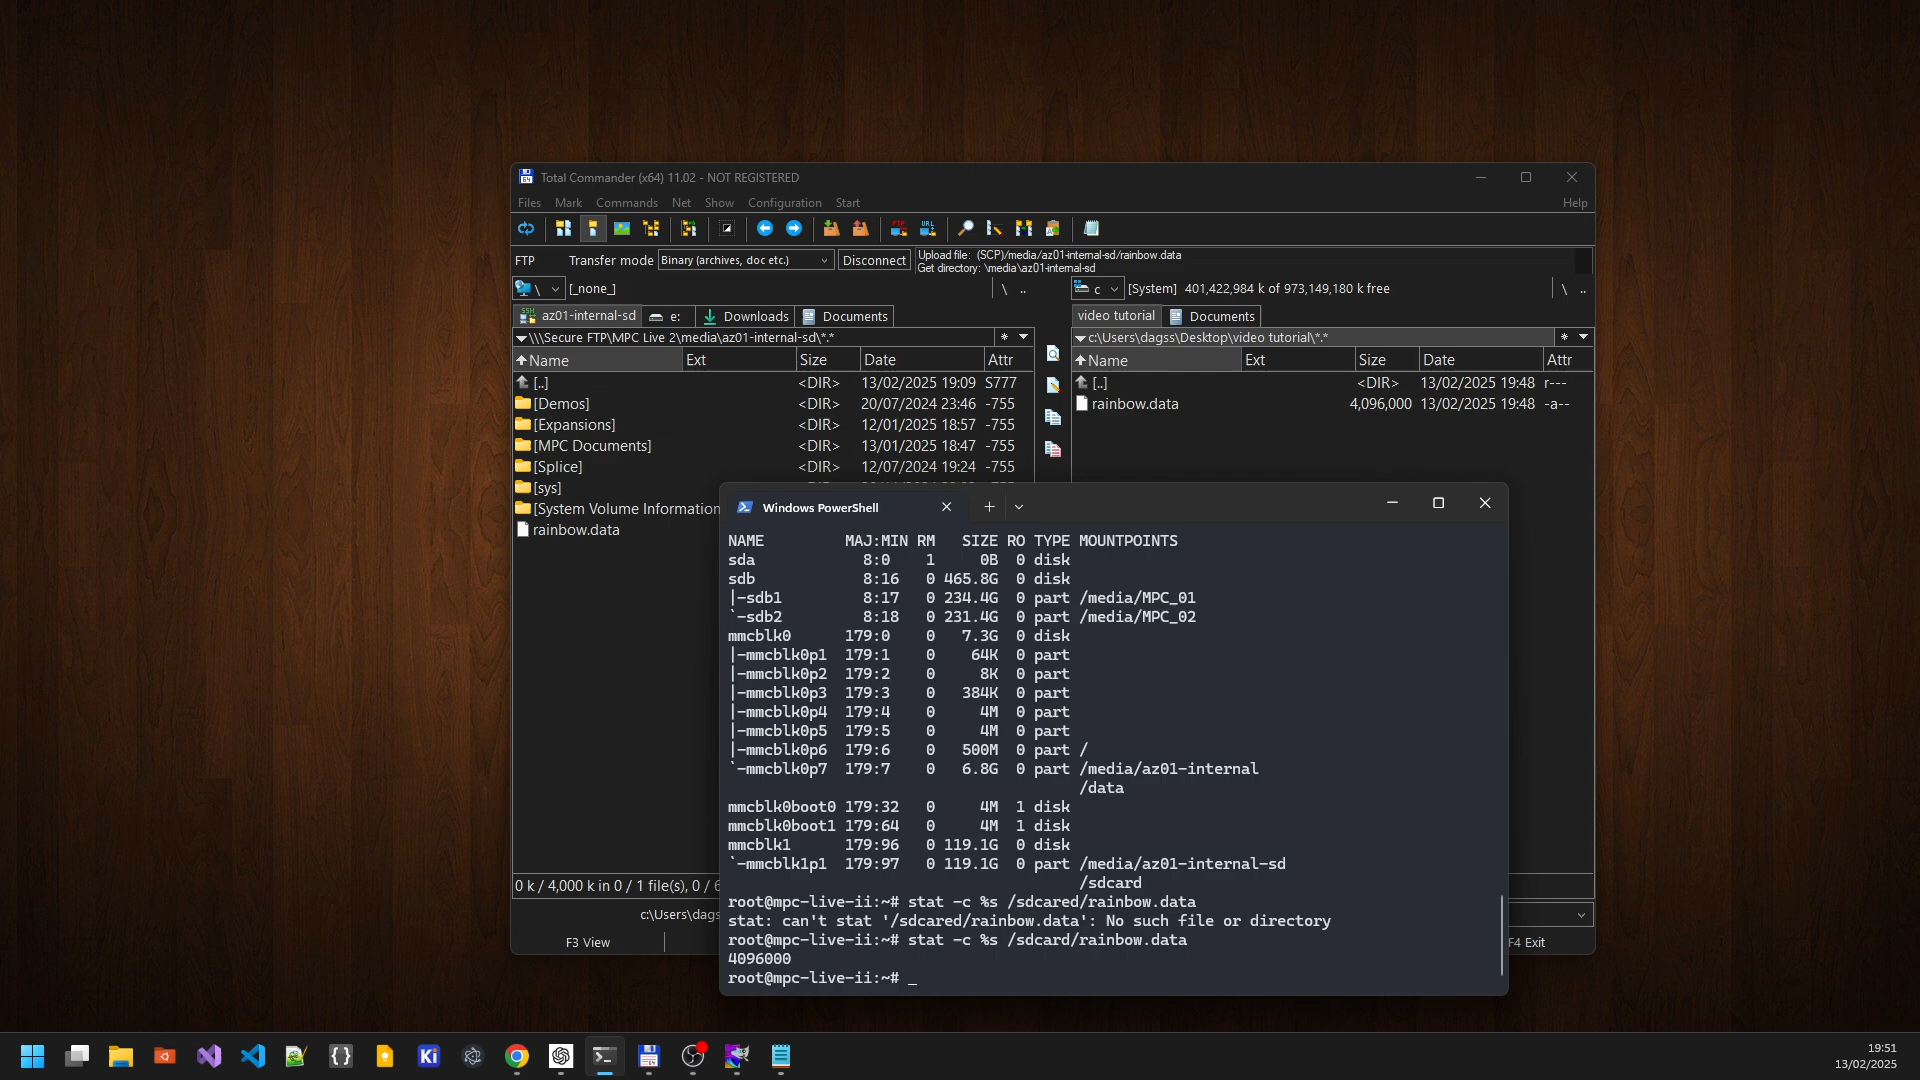 Total Commander (x64) 11.02 - NOT REGISTERED
Files Mark Commands Net Show Configuration Start Help
FTP Transfer mode Binary (archives, doc etc.) Disconnect
Upload file: (SCP)/media/az01-internal-sd/rainbow.data
Get directory: \media\az01-internal-sd
\ [_none_] \ ..
c [System] 401,422,984 k of 973,149,180 k free \ ..
az01-internal-sd e: Downloads Documents
video tutorial Documents
\\\Secure FTP\MPC Live 2\media\az01-internal-sd\*.* *
c:\Users\dagss\Desktop\video tutorial\*.* *
Name Ext Size Date Attr
[..] <DIR> 13/02/2025 19:09 S777
[Demos] <DIR> 20/07/2024 23:46 -755
[Expansions] <DIR> 12/01/2025 18:57 -755
[MPC Documents] <DIR> 13/01/2025 18:47 -755
[Splice] <DIR> 12/07/2024 19:24 -755
[sys]
[System Volume Information
rainbow.data
Name Ext Size Date Attr
[..] <DIR> 13/02/2025 19:48 r---
rainbow.data 4,096,000 13/02/2025 19:48 -a--
0 k / 4,000 k in 0 / 1 file(s), 0 / 6
c:\Users\dags
F3 View
F4 Exit
Windows PowerShell
NAME MAJ:MIN RM SIZE RO TYPE MOUNTPOINTS
sda 8:0 1 0B 0 disk
sdb 8:16 0 465.8G 0 disk
|-sdb1 8:17 0 234.4G 0 part /media/MPC_01
`-sdb2 8:18 0 231.4G 0 part /media/MPC_02
mmcblk0 179:0 0 7.3G 0 disk
|-mmcblk0p1 179:1 0 64K 0 part
|-mmcblk0p2 179:2 0 8K 0 part
|-mmcblk0p3 179:3 0 384K 0 part
|-mmcblk0p4 179:4 0 4M 0 part
|-mmcblk0p5 179:5 0 4M 0 part
|-mmcblk0p6 179:6 0 500M 0 part /
`-mmcblk0p7 179:7 0 6.8G 0 part /media/az01-internal
/data
mmcblk0boot0 179:32 0 4M 1 disk
mmcblk0boot1 179:64 0 4M 1 disk
mmcblk1 179:96 0 119.1G 0 disk
`-mmcblk1p1 179:97 0 119.1G 0 part /media/az01-internal-sd
/sdcard
root@mpc-live-ii:~# stat -c %s /sdcared/rainbow.data
stat: can't stat '/sdcared/rainbow.data': No such file or directory
root@mpc-live-ii:~# stat -c %s /sdcard/rainbow.data
4096000
root@mpc-live-ii:~# _
Ki
19:51
13/02/2025